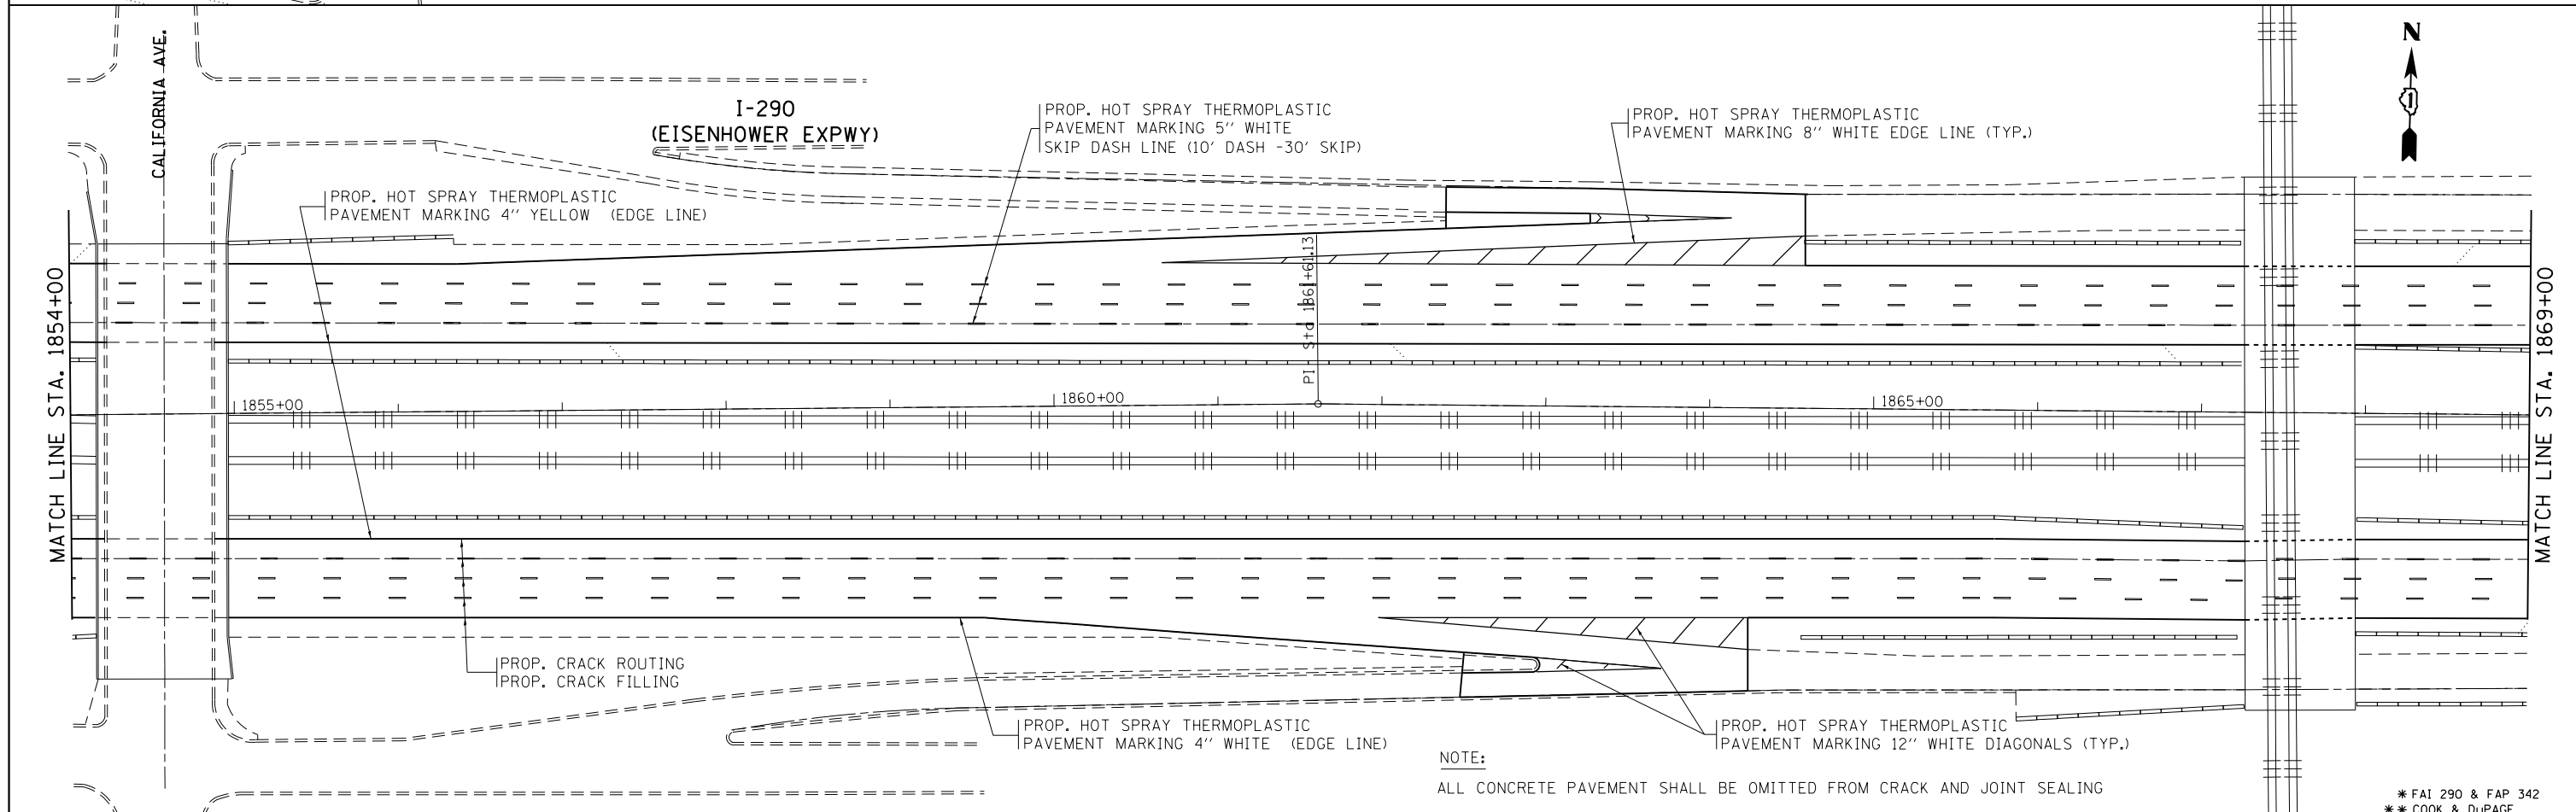 CALIFORNIA AVE.
N
1
I-290
(EISENHOWER EXPWY)
PROP. HOT SPRAY THERMOPLASTIC
PAVEMENT MARKING 5'' WHITE
SKIP DASH LINE (10' DASH -30' SKIP)
PROP. HOT SPRAY THERMOPLASTIC
PAVEMENT MARKING 8'' WHITE EDGE LINE (TYP.)
PROP. HOT SPRAY THERMOPLASTIC
PAVEMENT MARKING 4'' YELLOW (EDGE LINE)
MATCH LINE STA. 1854+00
PI Sta 1861+61.13
MATCH LINE STA. 1869+00
1855+00
1860+00
1865+00
PROP. CRACK ROUTING
PROP. CRACK FILLING
PROP. HOT SPRAY THERMOPLASTIC
PAVEMENT MARKING 4'' WHITE (EDGE LINE)
PROP. HOT SPRAY THERMOPLASTIC
PAVEMENT MARKING 12'' WHITE DIAGONALS (TYP.)
NOTE:
ALL CONCRETE PAVEMENT SHALL BE OMITTED FROM CRACK AND JOINT SEALING
* FAI 290 & FAP 342
** COOK & DuPAGE